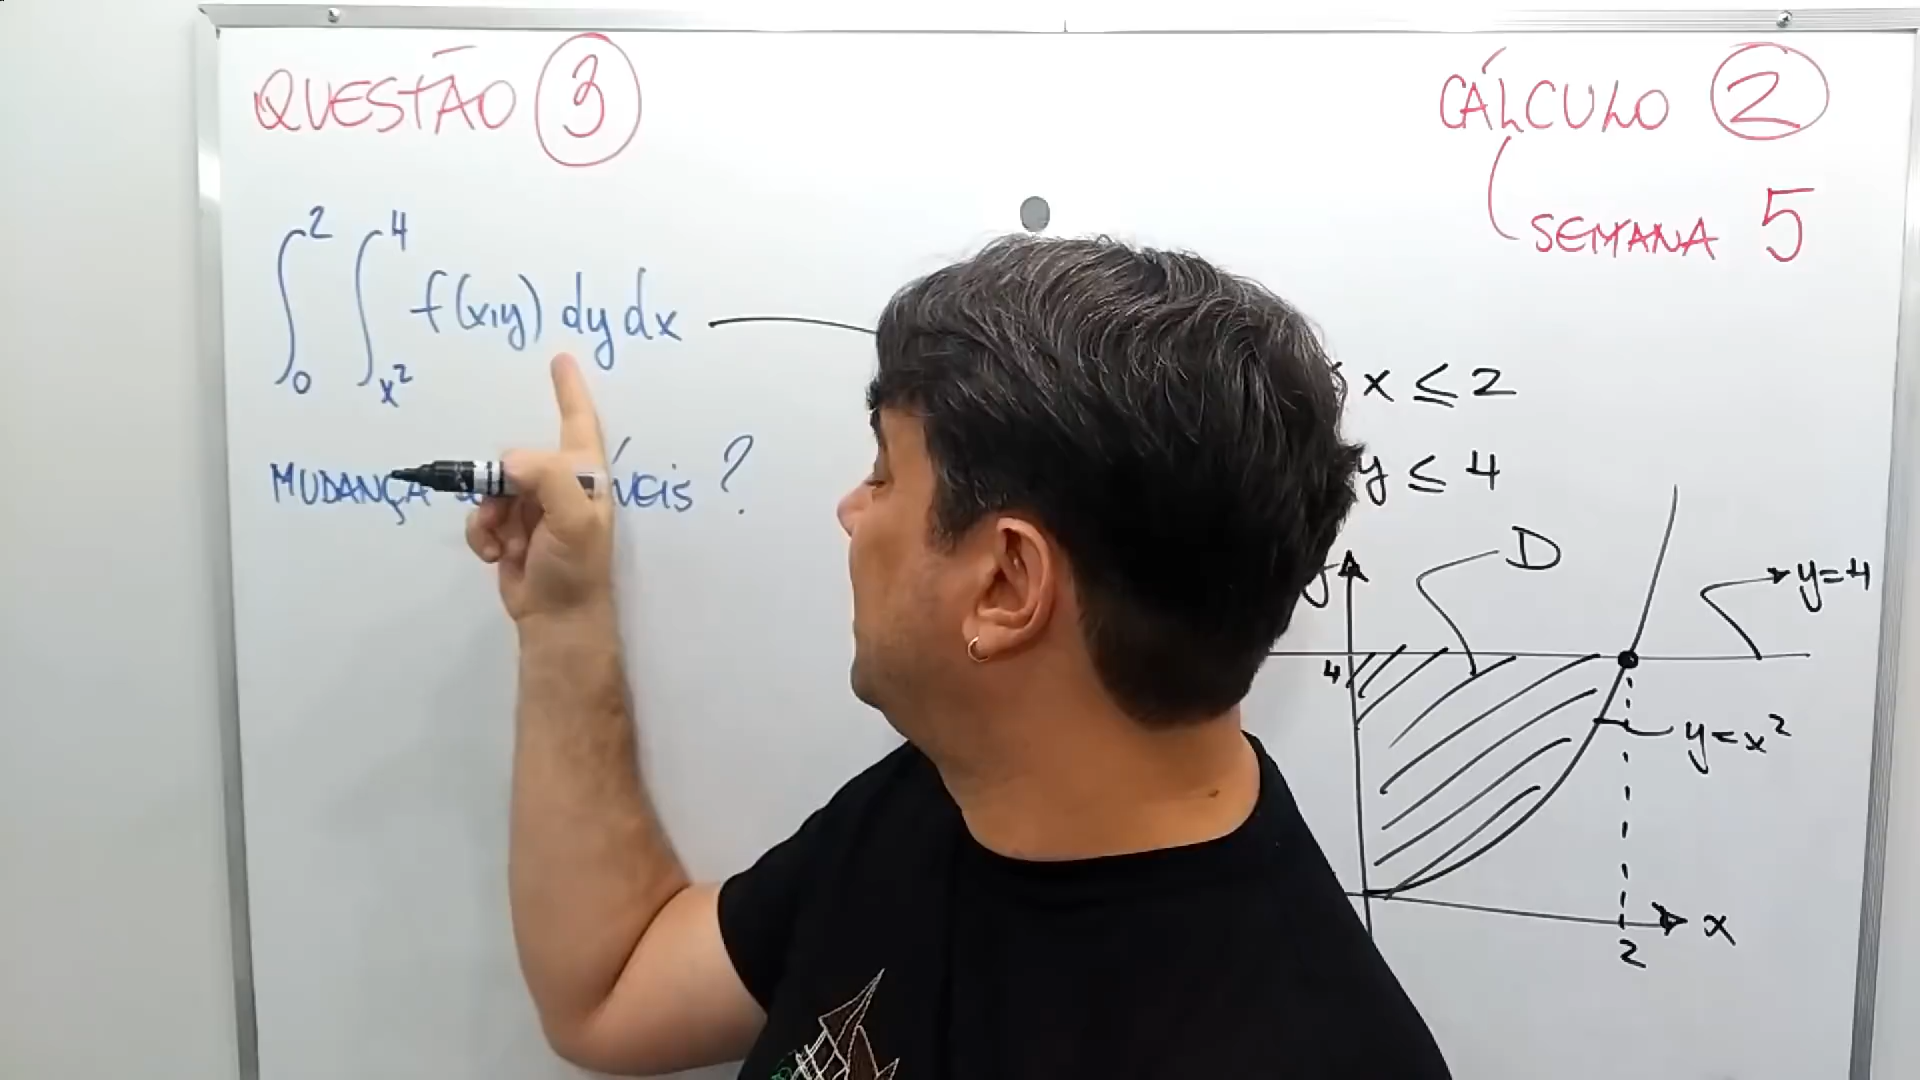 QUESTÃO 3
CÁLCULO 2
SEMANA 5
∫₀² ∫ₓ²⁴ f(x,y) dy dx
x ≤ 2
y ≤ 4
MUDANÇA ?
D
y=4
y
4
y=x²
x
2